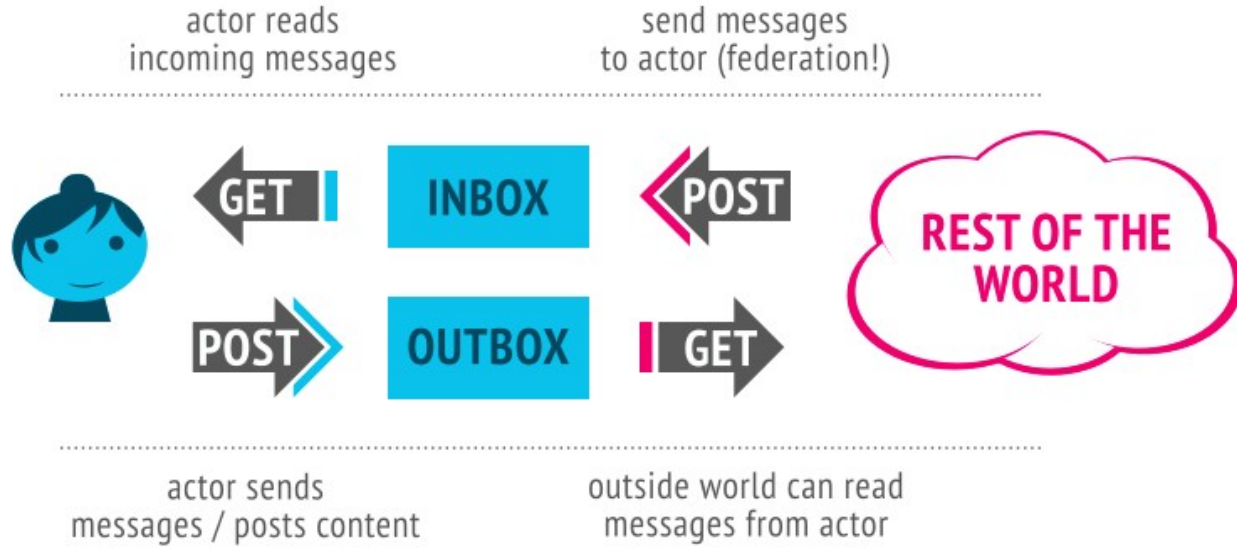 actor reads
incoming messages
send messages
to actor (federation!)
GET
INBOX
POST
REST OF THE
WORLD
POST
OUTBOX
GET
actor sends
messages / posts content
outside world can read
messages from actor